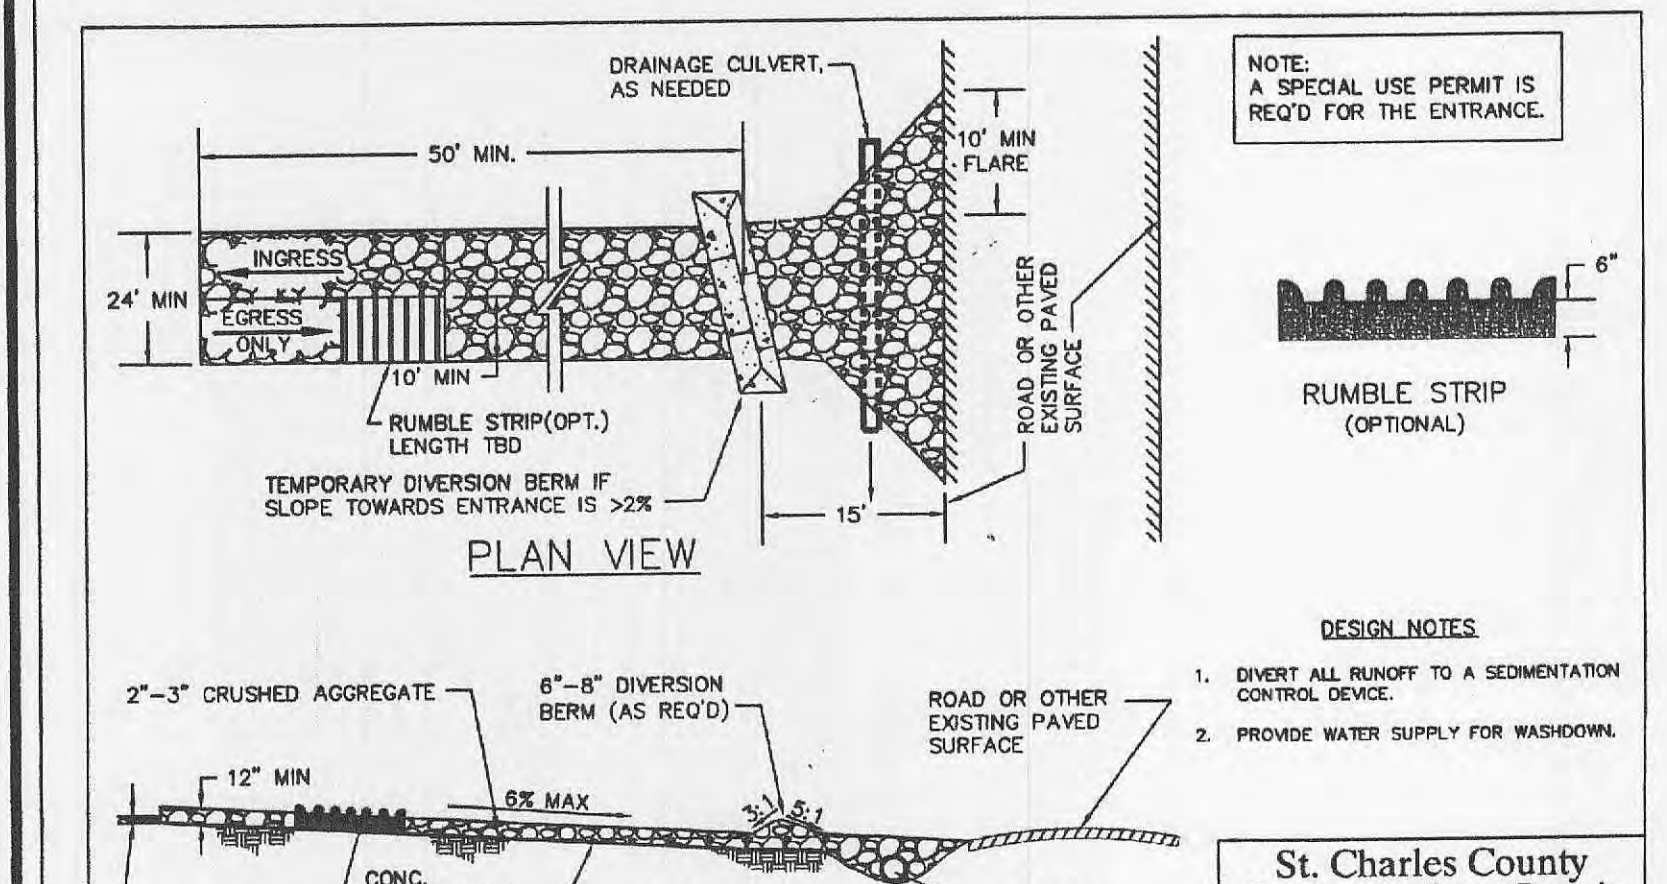 DRAINAGE CULVERT,
AS NEEDED
NOTE:
A SPECIAL USE PERMIT IS
REQ'D FOR THE ENTRANCE.
50' MIN.
10' MIN
FLARE
INGRESS
24' MIN
EGRESS
ONLY
10' MIN
RUMBLE STRIP(OPT.)
LENGTH TBD
TEMPORARY DIVERSION BERM IF
SLOPE TOWARDS ENTRANCE IS >2%
15'
ROAD OR OTHER
EXISTING PAVED
SURFACE
6"
RUMBLE STRIP
(OPTIONAL)
PLAN VIEW
DESIGN NOTES
1. DIVERT ALL RUNOFF TO A SEDIMENTATION
CONTROL DEVICE.
2. PROVIDE WATER SUPPLY FOR WASHDOWN.
2"-3" CRUSHED AGGREGATE
6"-8" DIVERSION
BERM (AS REQ'D)
ROAD OR OTHER
EXISTING PAVED
SURFACE
12" MIN
6% MAX
3:1
5:1
CONC.
St. Charles County